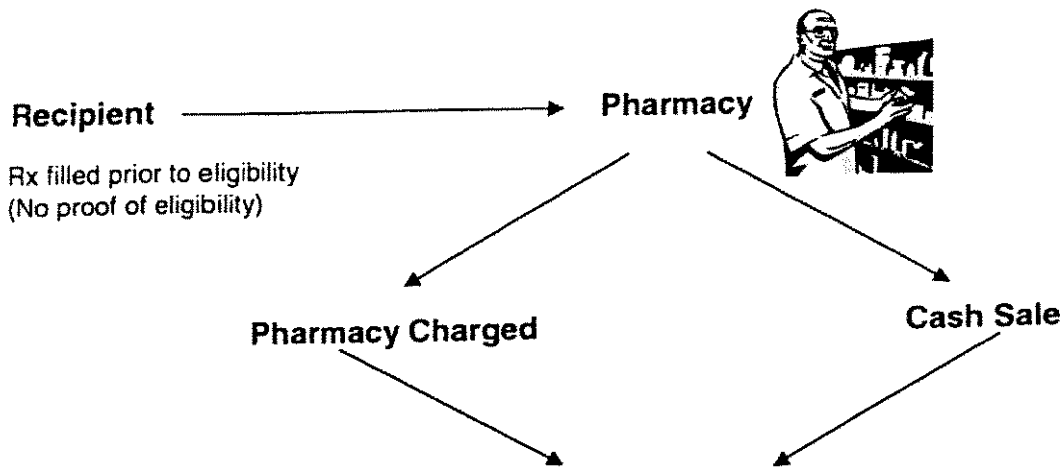 Recipient
Pharmacy
Rx filled prior to eligibility
(No proof of eligibility)
Pharmacy Charged
Cash Sale